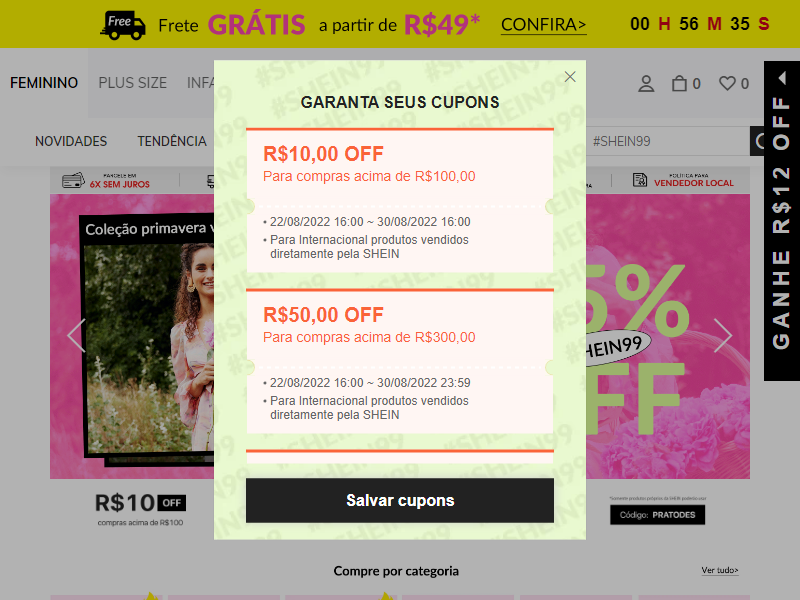 Free Frete GRÁTIS a partir de R$49* CONFIRA> 00 H 56 M 35 S
FEMININO PLUS SIZE INFA 0 0
NOVIDADES TENDÊNCIA #SHEIN99
GANHE R$12 OFF
PARCELE EM
6X SEM JUROS
POLÍTICA PARA
VENDEDOR LOCAL
Coleção primavera v
5%
#SHEIN99
OFF
GARANTA SEUS CUPONS
R$10,00 OFF
Para compras acima de R$100,00
• 22/08/2022 16:00 ~ 30/08/2022 16:00
• Para Internacional produtos vendidos
diretamente pela SHEIN
R$50,00 OFF
Para compras acima de R$300,00
• 22/08/2022 16:00 ~ 30/08/2022 23:59
• Para Internacional produtos vendidos
diretamente pela SHEIN
Salvar cupons
R$10 OFF
compras acima de R$100
Código: PRATODES
Compre por categoria
Ver tudo>